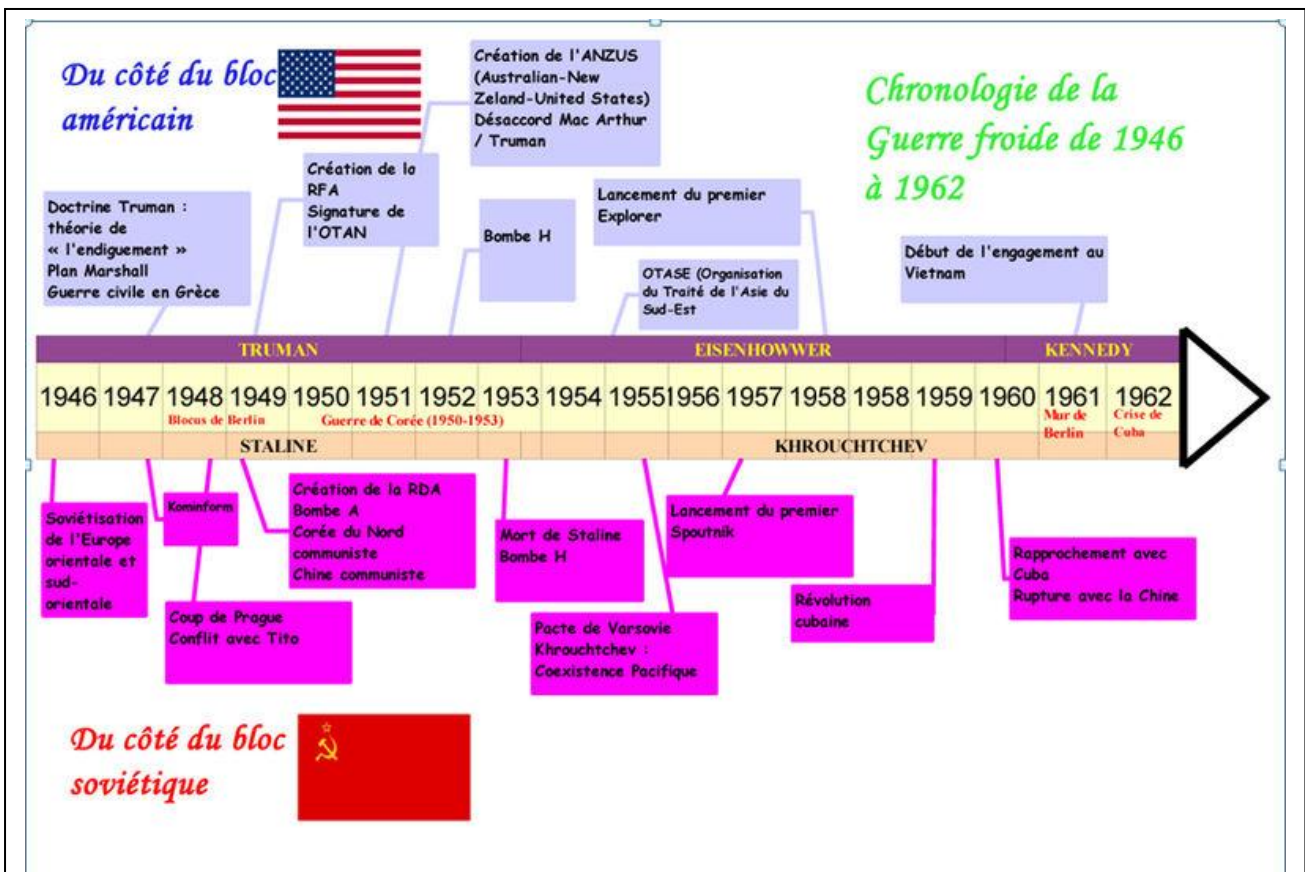 Du côté du bloc
américain
Création de l'ANZUS
(Australian-New
Zeland-United States)
Désaccord Mac Arthur
/ Truman
Chronologie de la
Guerre froide de 1946
à 1962
Création de la
RFA
Signature de
l'OTAN
Doctrine Truman :
théorie de
« l'endiguement »
Plan Marshall
Guerre civile en Grèce
Bombe H
Lancement du premier
Explorer
OTASE (Organisation
du Traité de l'Asie du
Sud-Est
Début de l'engagement au
Vietnam
TRUMAN
EISENHOWWER
KENNEDY
1946 1947 1948 1949 1950 1951 1952 1953 1954 1955 1956 1957 1958 1958 1959 1960 1961 1962
Blocus de Berlin
Guerre de Corée (1950-1953)
Mur de
Berlin
Crise de
Cuba
STALINE
KHROUCHTCHEV
Soviétisation
de l'Europe
orientale et
sud-
orientale
Kominform
Coup de Prague
Conflit avec Tito
Création de la RDA
Bombe A
Corée du Nord
communiste
Chine communiste
Mort de Staline
Bombe H
Pacte de Varsovie
Khrouchtchev :
Coexistence Pacifique
Lancement du premier
Spoutnik
Révolution
cubaine
Rapprochement avec
Cuba
Rupture avec la Chine
Du côté du bloc
soviétique